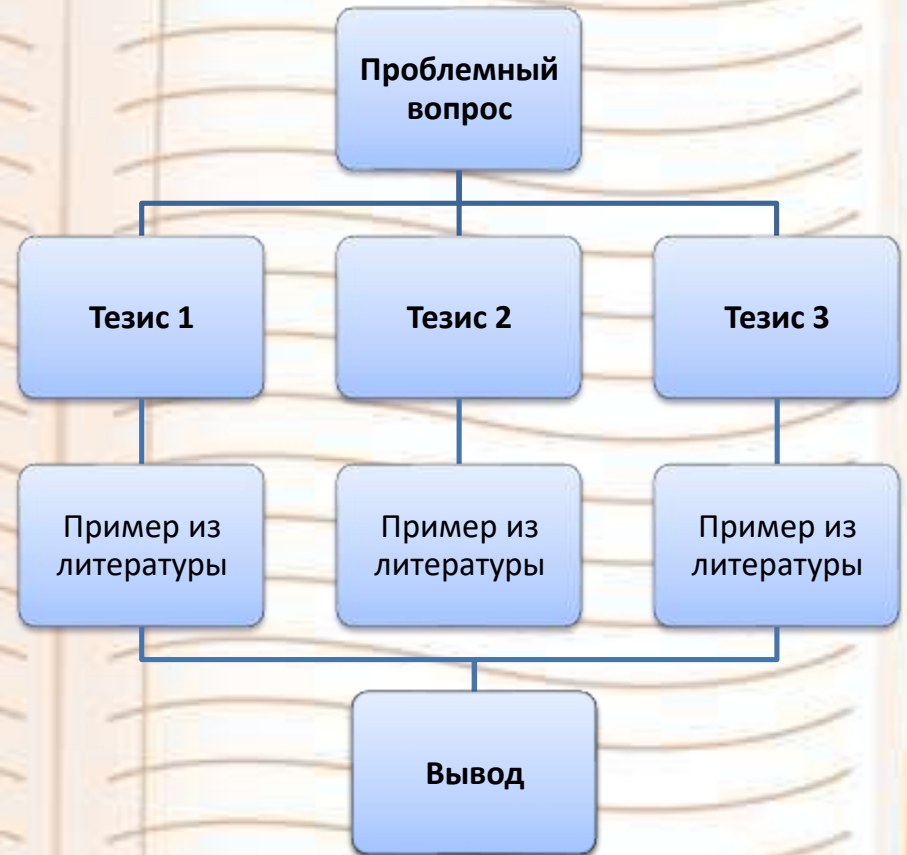 Проблемный
вопрос
Тезис 1
Тезис 2
Тезис 3
Пример из
литературы
Пример из
литературы
Пример из
литературы
Вывод